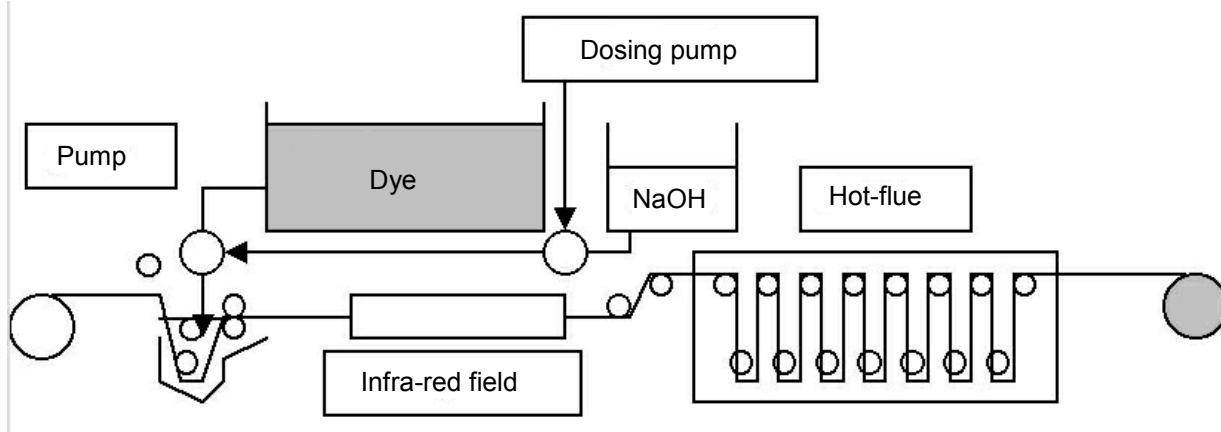 Dosing pump
Pump
Dye
NaOH
Hot-flue
Infra-red field